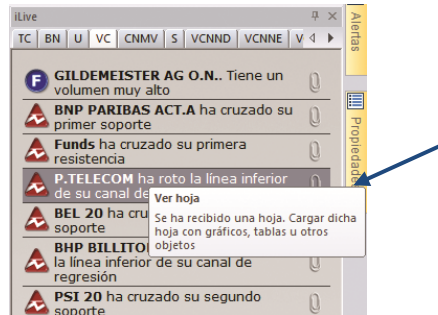 iLive
TC BN U VC CNMV S VCNND VCNNE V
Alertas
F GILDEMEISTER AG O.N.. Tiene un
volumen muy alto
BNP PARIBAS ACT.A ha cruzado su
primer soporte
Funds ha cruzado su primera
resistencia
P.TELECOM ha roto la línea inferior
de su canal de
Ver hoja
Se ha recibido una hoja. Cargar dicha
hoja con gráficos, tablas u otros
objetos
BEL 20 ha cru
soporte
BHP BILLITO
la línea inferior de su canal de
regresión
PSI 20 ha cruzado su segundo
soporte
Propiedades